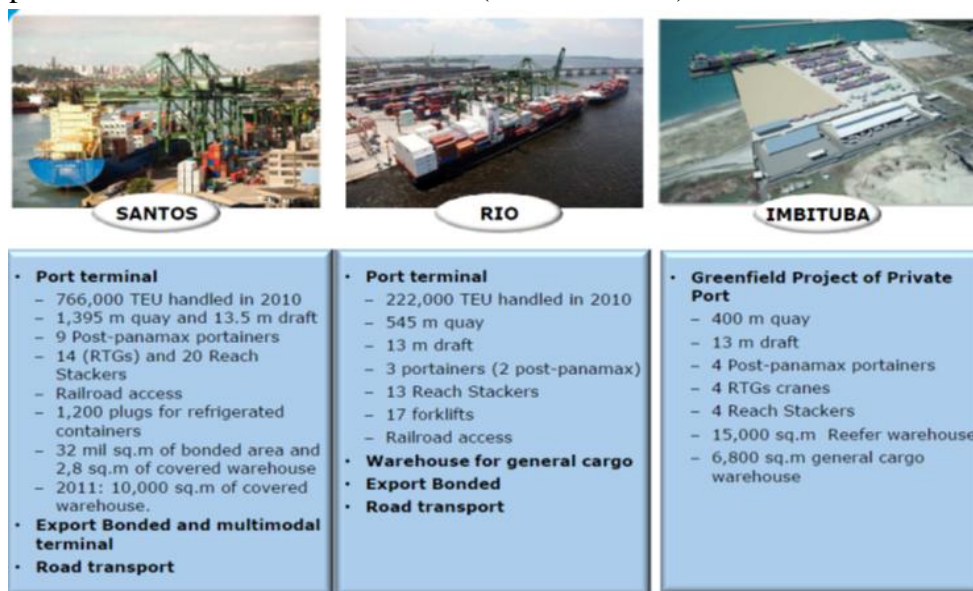 SANTOS
RIO
IMBITUBA
• Port terminal
– 766,000 TEU handled in 2010
– 1,395 m quay and 13.5 m draft
– 9 Post-panamax portainers
– 14 (RTGs) and 20 Reach
Stackers
– Railroad access
– 1,200 plugs for refrigerated
containers
– 32 mil sq.m of bonded area and
2,8 sq.m of covered warehouse
– 2011: 10,000 sq.m of covered
warehouse.
• Export Bonded and multimodal
terminal
• Road transport
• Port terminal
– 222,000 TEU handled in 2010
– 545 m quay
– 13 m draft
– 3 portainers (2 post-panamax)
– 13 Reach Stackers
– 17 forklifts
– Railroad access
• Warehouse for general cargo
• Export Bonded
• Road transport
• Greenfield Project of Private
Port
– 400 m quay
– 13 m draft
– 4 Post-panamax portainers
– 4 RTGs cranes
– 4 Reach Stackers
– 15,000 sq.m Reefer warehouse
– 6,800 sq.m general cargo
warehouse